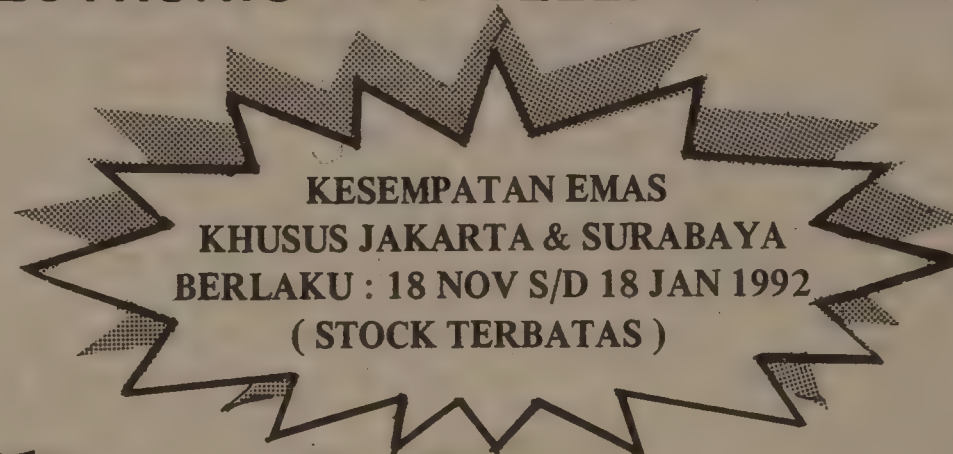 KESEMPATAN EMAS
KHUSUS JAKARTA & SURABAYA
BERLAKU : 18 NOV S/D 18 JAN 1992
( STOCK TERBATAS )